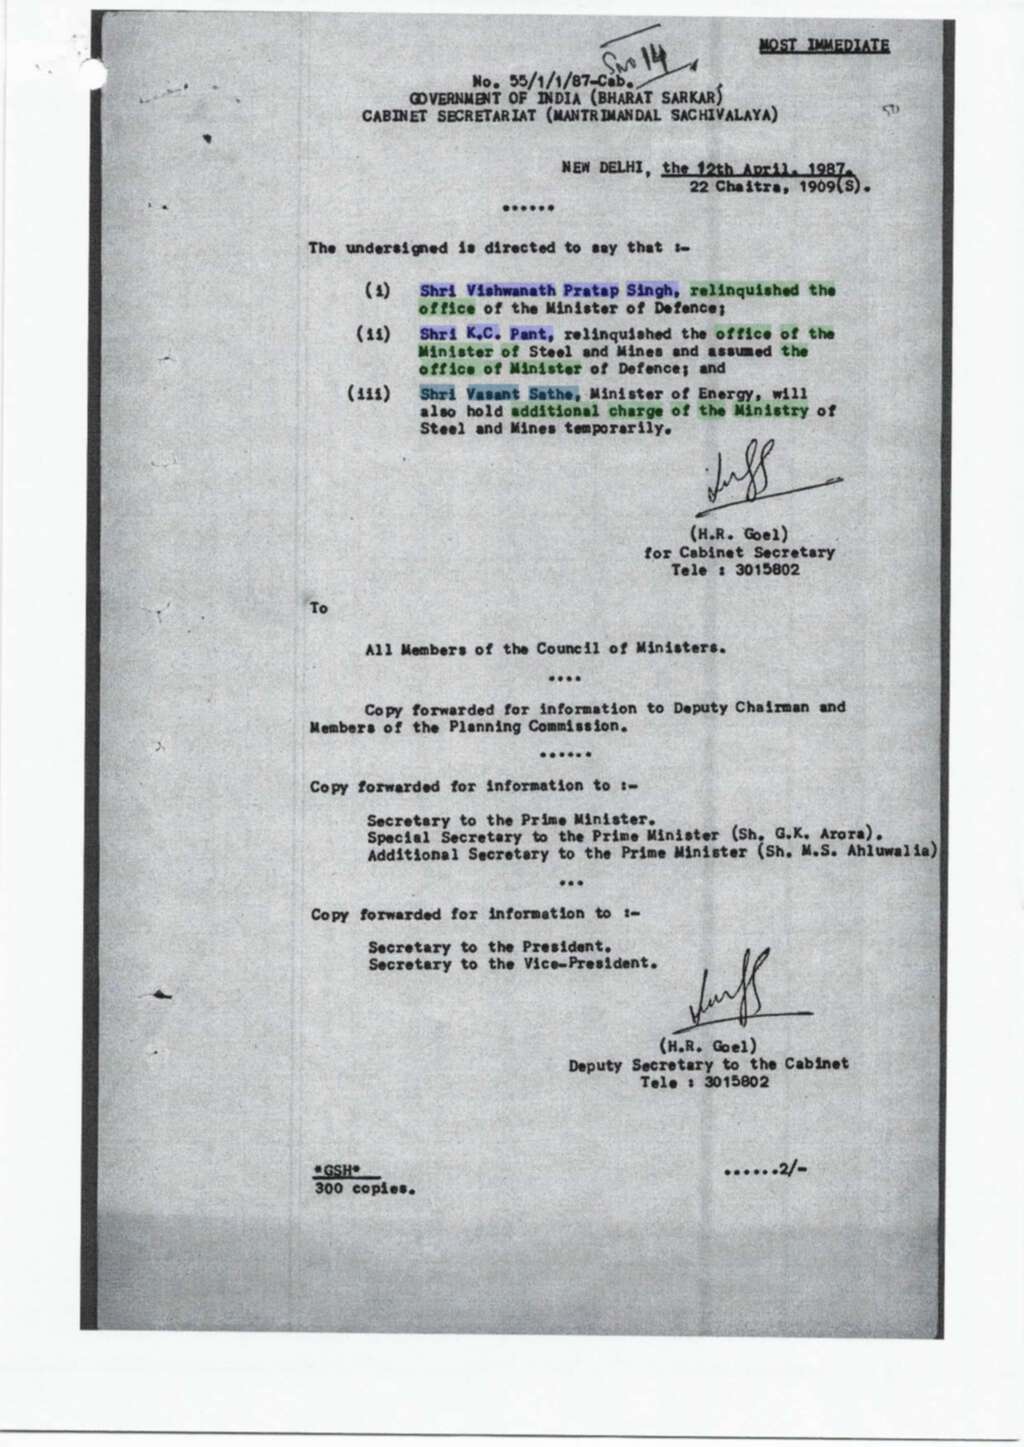 MOST IMMEDIATE
SNo 14
No. 55/1/1/87-Cab.
GOVERNMENT OF INDIA (BHARAT SARKAR)
CABINET SECRETARIAT (MANTRIMANDAL SACHIVALAYA)
NEW DELHI, the 12th April, 1987.
22 Chaitra, 1909(S).
......
The undersigned is directed to say that :-
(i) Shri Vishwanath Pratap Singh, relinquished the
office of the Minister of Defence;
(ii) Shri K.C. Pant, relinquished the office of the
Minister of Steel and Mines and assumed the
office of Minister of Defence; and
(iii) Shri Vasant Sathe, Minister of Energy, will
also hold additional charge of the Ministry of
Steel and Mines temporarily.
(H.R. Goel)
for Cabinet Secretary
Tele : 3015802
To
All Members of the Council of Ministers.
....
Copy forwarded for information to Deputy Chairman and
Members of the Planning Commission.
......
Copy forwarded for information to :-
Secretary to the Prime Minister.
Special Secretary to the Prime Minister (Sh. G.K. Arora).
Additional Secretary to the Prime Minister (Sh. M.S. Ahluwalia)
...
Copy forwarded for information to :-
Secretary to the President.
Secretary to the Vice-President.
(H.R. Goel)
Deputy Secretary to the Cabinet
Tele : 3015802
*GSH*
300 copies.
......2/-